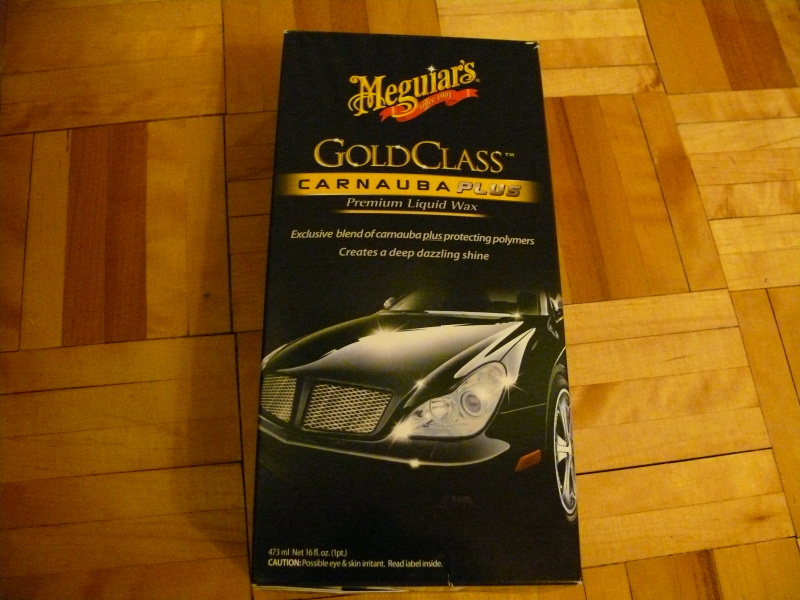 Meguiar's
since 1901
GOLDCLASS™
CARNAUBA PLUS
Premium Liquid Wax
Exclusive blend of carnauba plus protecting polymers
Creates a deep dazzling shine
473 ml Net 16 fl. oz. (1pt.)
CAUTION: Possible eye & skin irritant. Read label inside.